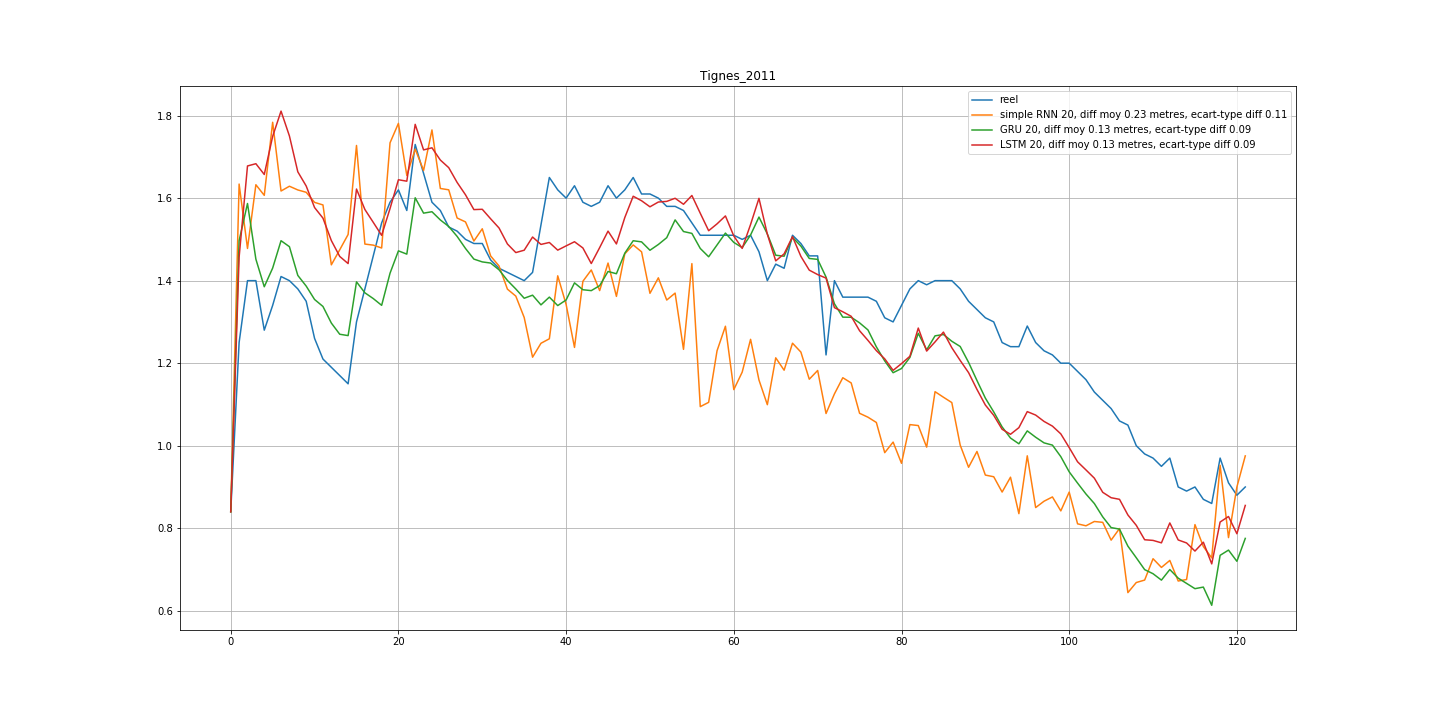 Tignes_2011
reel
simple RNN 20, diff moy 0.23 metres, ecart-type diff 0.11
GRU 20, diff moy 0.13 metres, ecart-type diff 0.09
LSTM 20, diff moy 0.13 metres, ecart-type diff 0.09
1.8
1.6
1.4
1.2
1.0
0.8
0.6
0 20 40 60 80 100 120